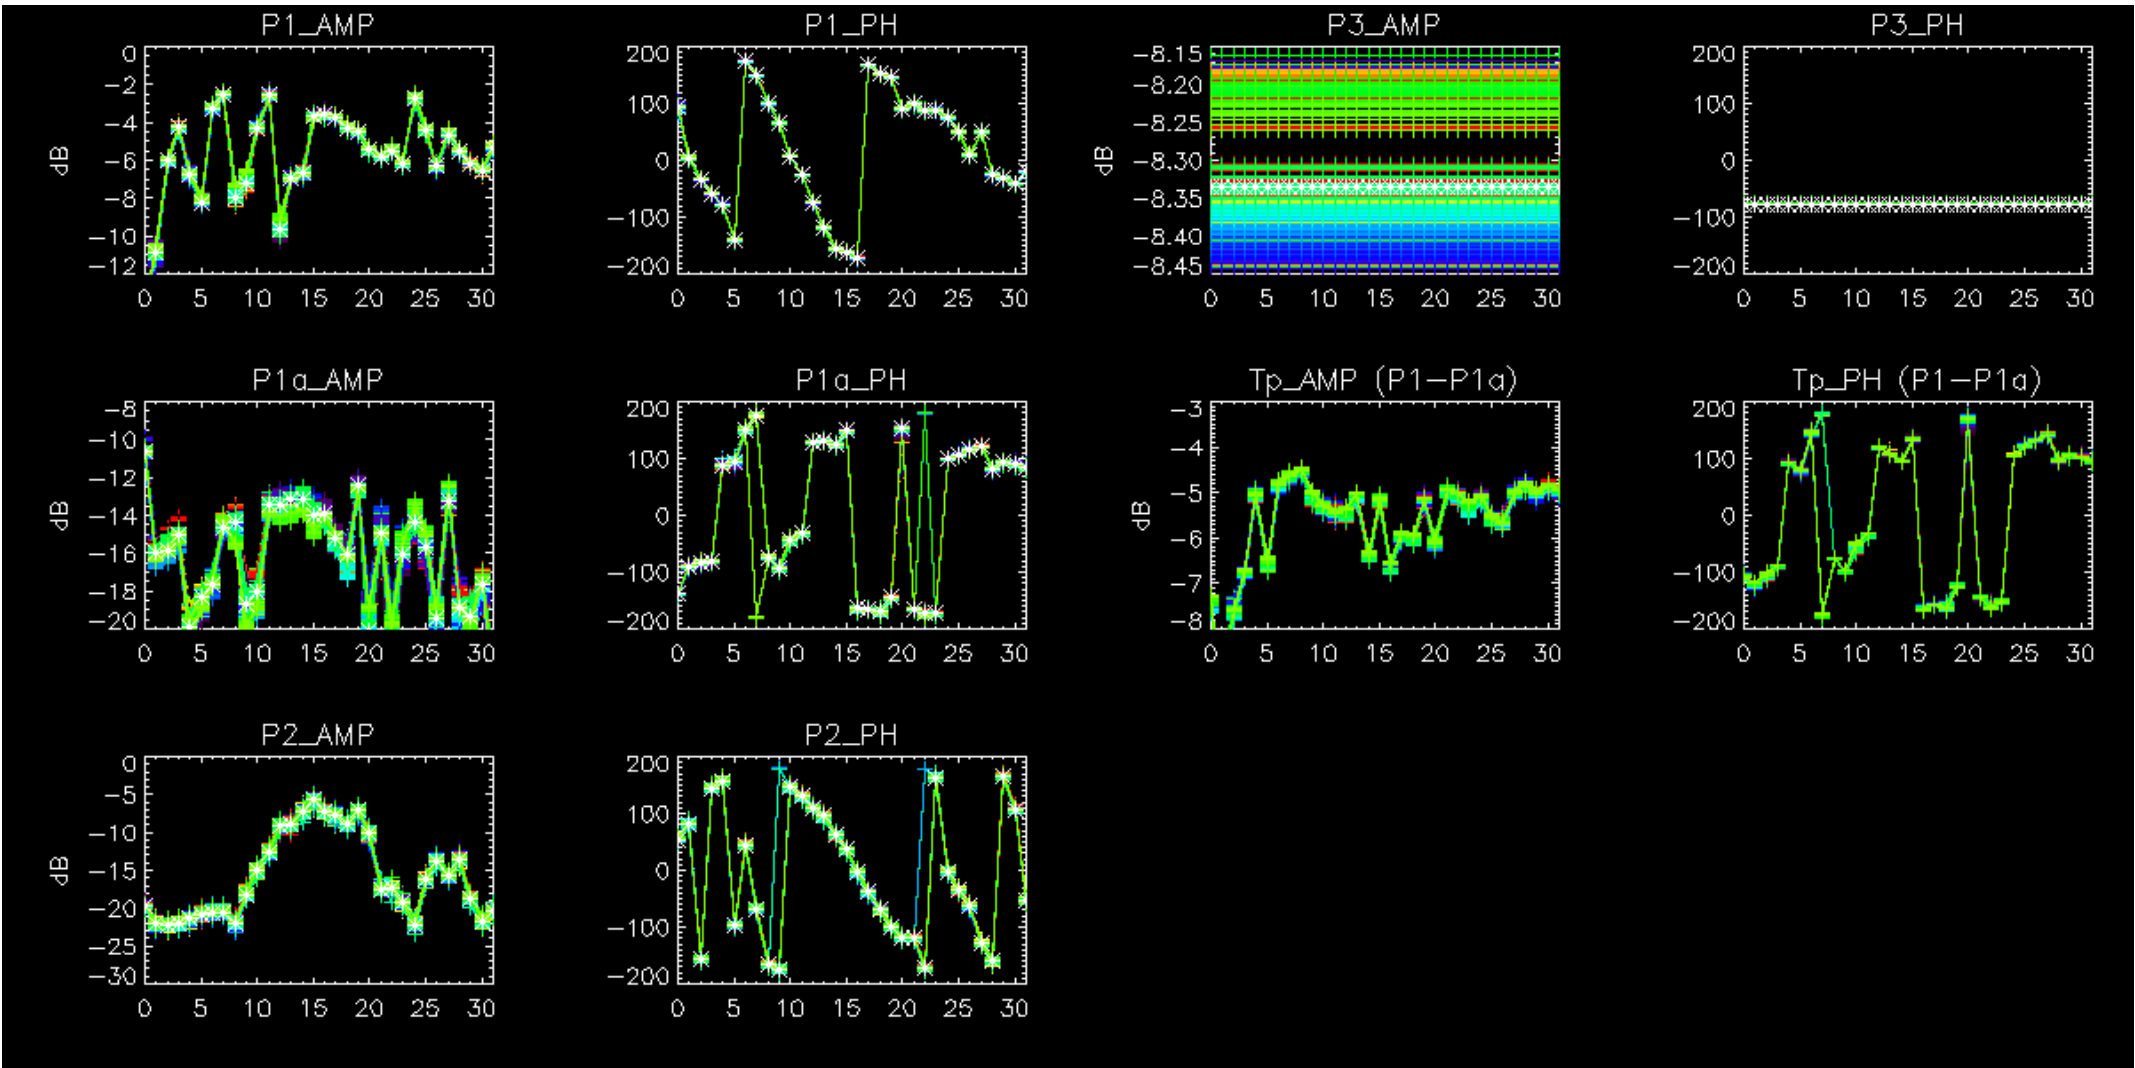 P1_AMP
dB
0
-2
-4
-6
-8
-10
-12
0 5 10 15 20 25 30
P1_PH
200
100
0
-100
-200
0 5 10 15 20 25 30
P3_AMP
dB
-8.15
-8.20
-8.25
-8.30
-8.35
-8.40
-8.45
0 5 10 15 20 25 30
P3_PH
200
100
0
-100
-200
0 5 10 15 20 25 30
P1a_AMP
dB
-8
-10
-12
-14
-16
-18
-20
0 5 10 15 20 25 30
P1a_PH
200
100
0
-100
-200
0 5 10 15 20 25 30
Tp_AMP (P1-P1a)
dB
-3
-4
-5
-6
-7
-8
0 5 10 15 20 25 30
Tp_PH (P1-P1a)
200
100
0
-100
-200
0 5 10 15 20 25 30
P2_AMP
dB
0
-5
-10
-15
-20
-25
-30
0 5 10 15 20 25 30
P2_PH
200
100
0
-100
-200
0 5 10 15 20 25 30